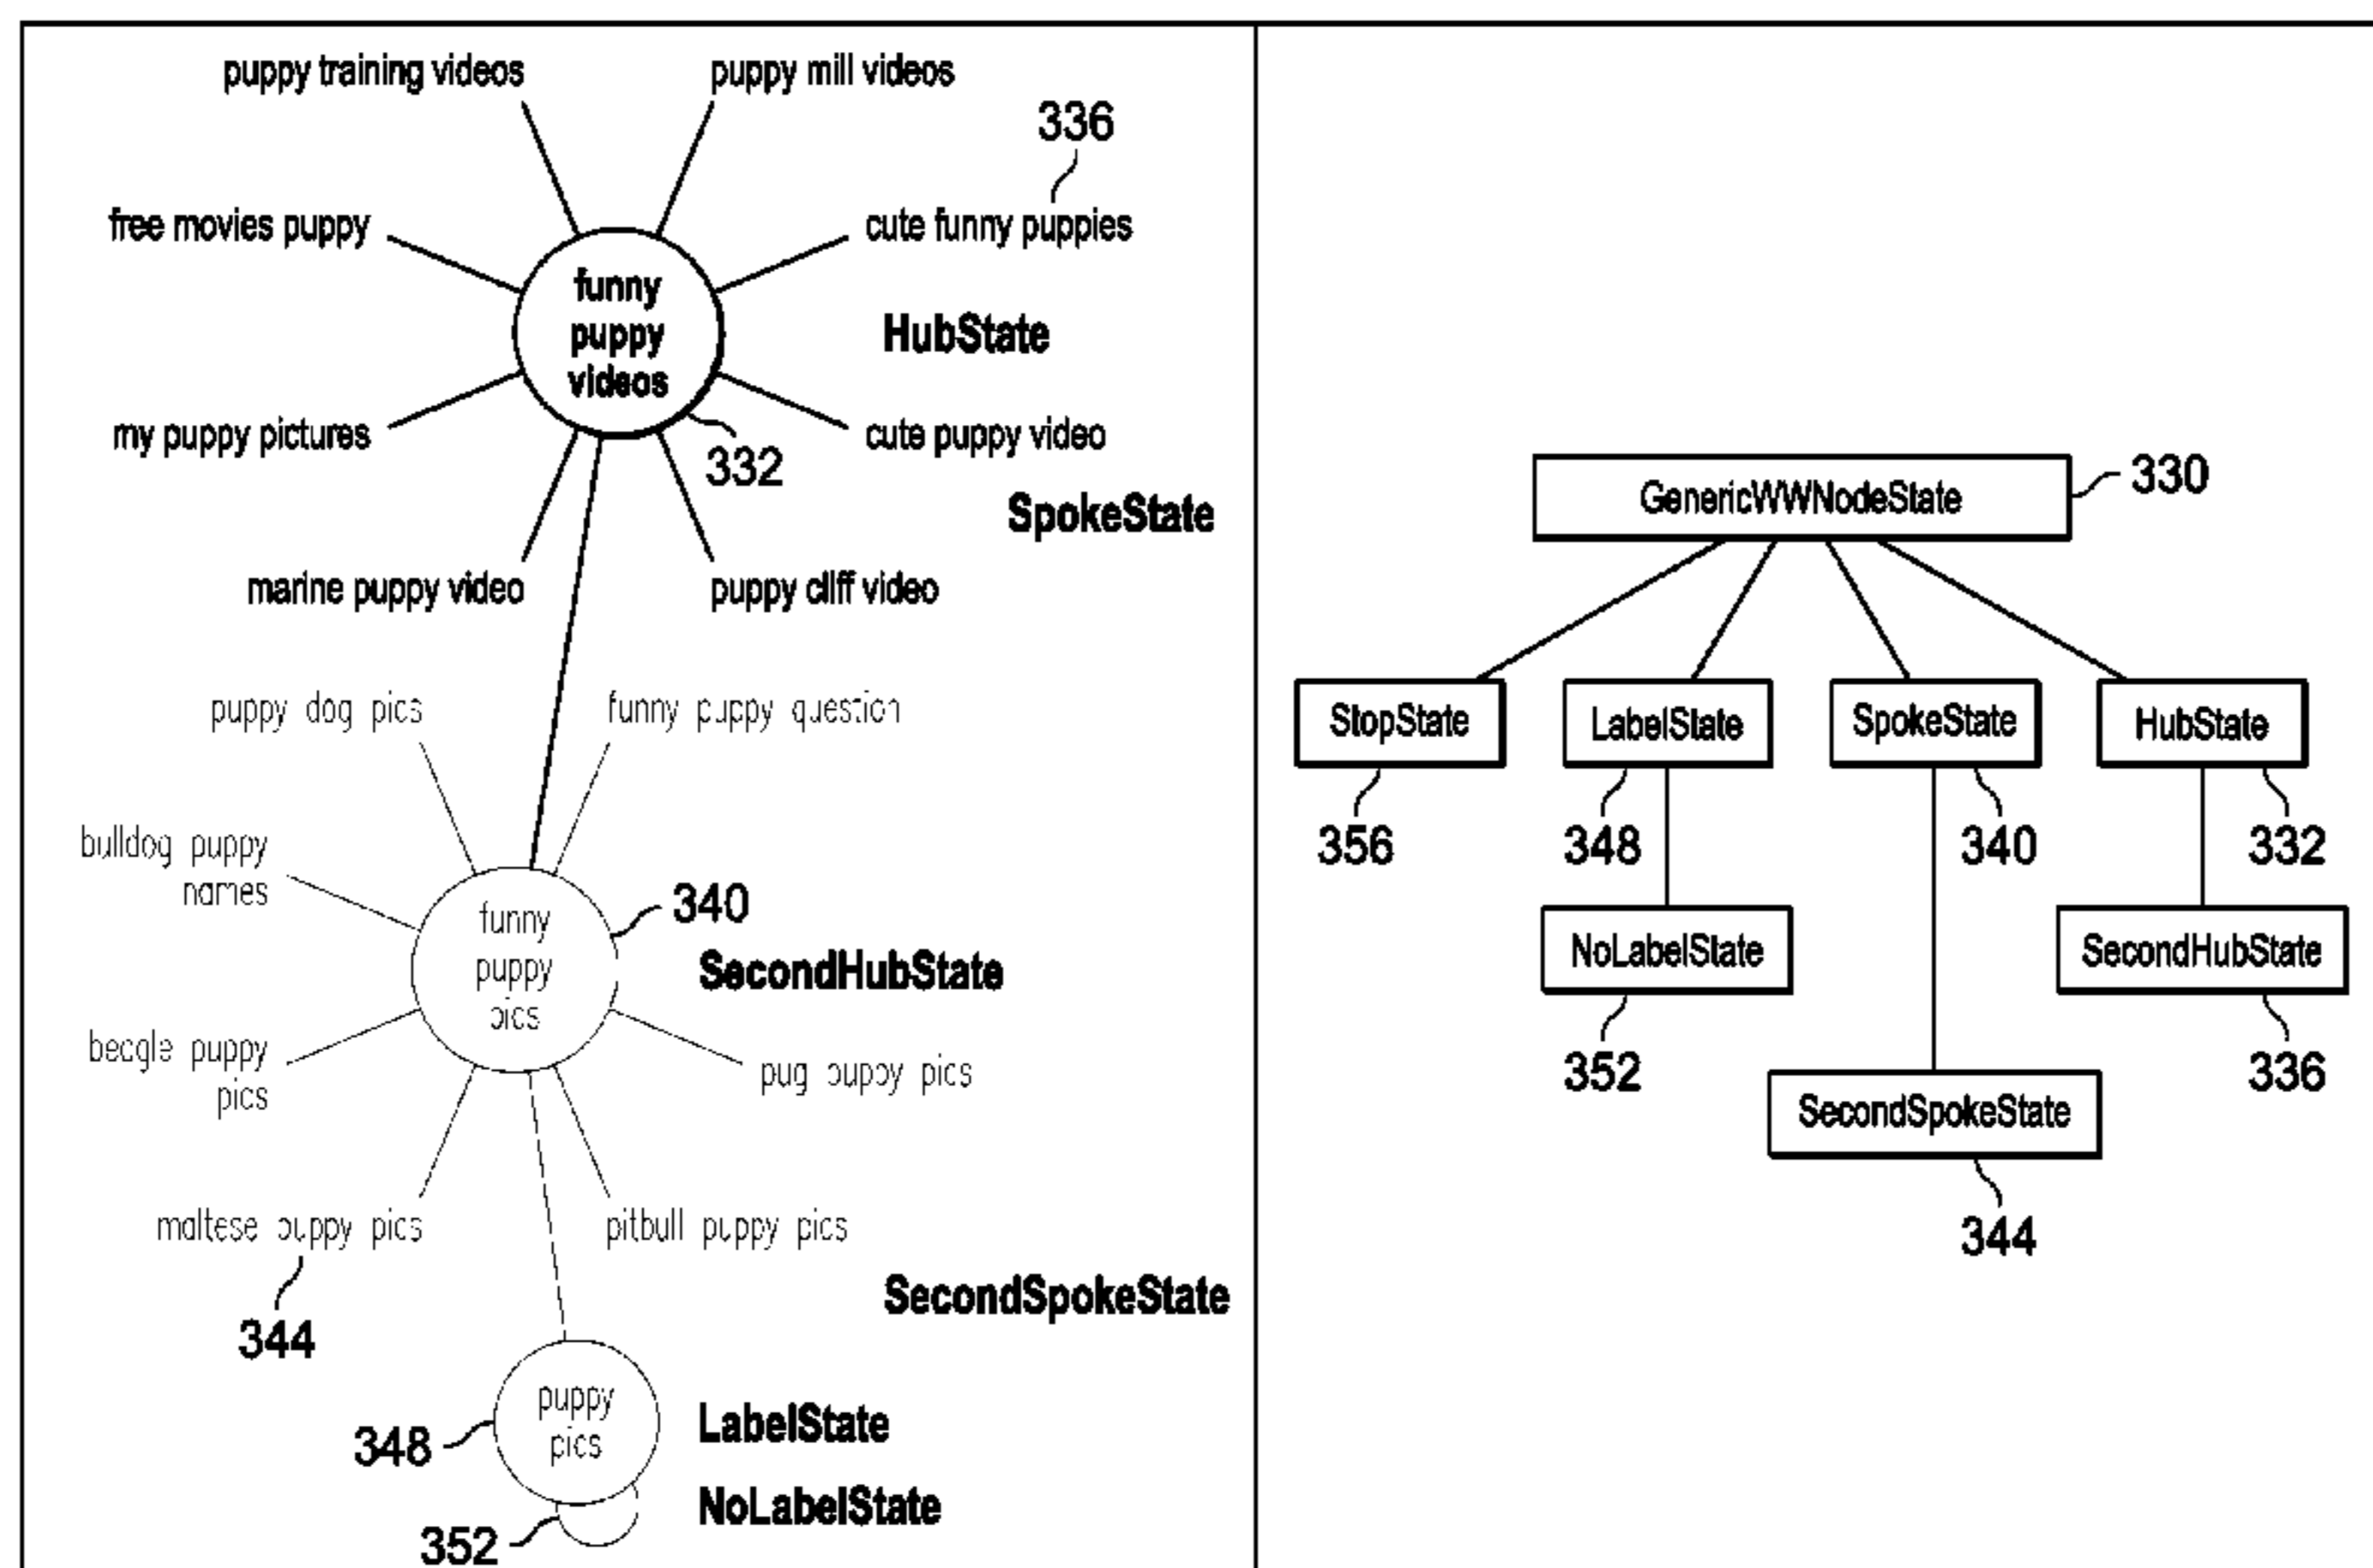 puppy training videos
puppy mill videos
336
free movies puppy
cute funny puppies
funny
puppy
videos
HubState
my puppy pictures
332
cute puppy video
SpokeState
marine puppy video
puppy cliff video
puppy dog pics
funny puppy question
bulldog puppy
names
funny
puppy
pics
340
SecondHubState
beagle puppy
pics
pug puppy pics
maltese puppy pics
pitbull puppy pics
344
SecondSpokeState
puppy
pics
348
LabelState
352
NoLabelState
GenericWWNodeState
330
StopState
LabelState
SpokeState
HubState
356
348
340
332
NoLabelState
SecondHubState
352
336
SecondSpokeState
344